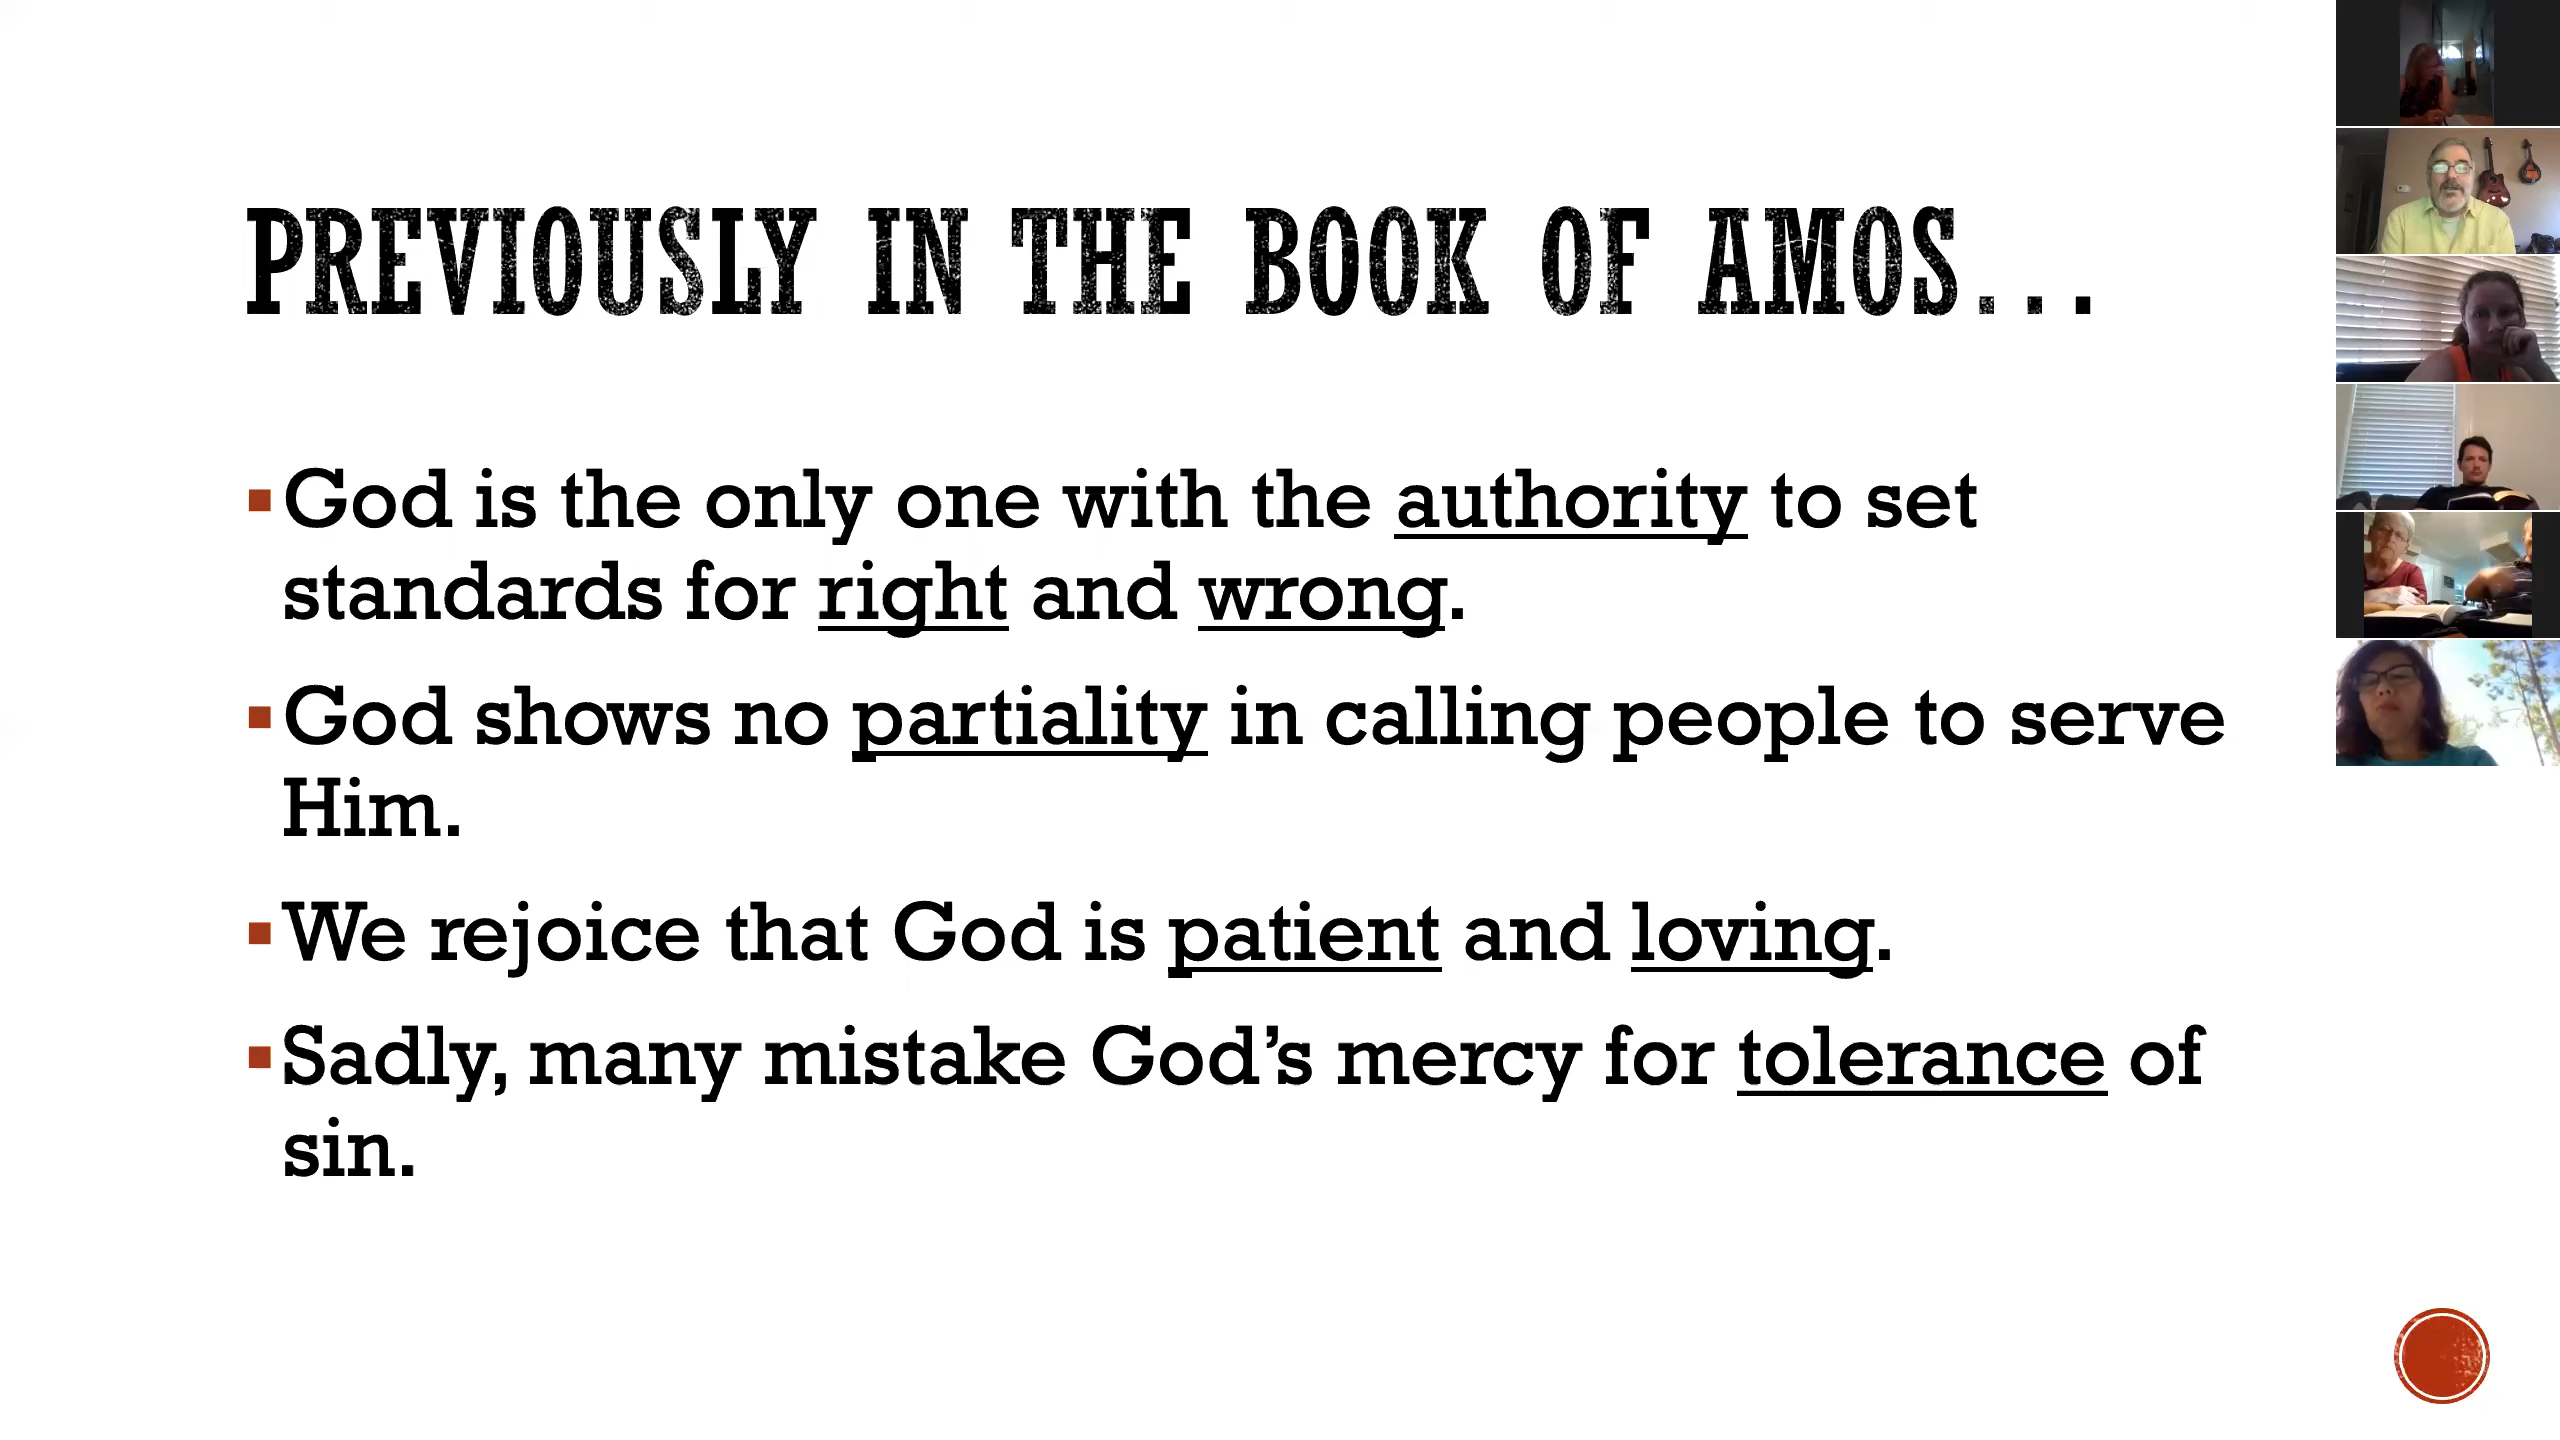 PREVIOUSLY IN THE BOOK OF AMOS...
God is the only one with the authority to set
standards for right and wrong.
God shows no partiality in calling people to serve
Him.
We rejoice that God is patient and loving.
Sadly, many mistake God’s mercy for tolerance of
sin.